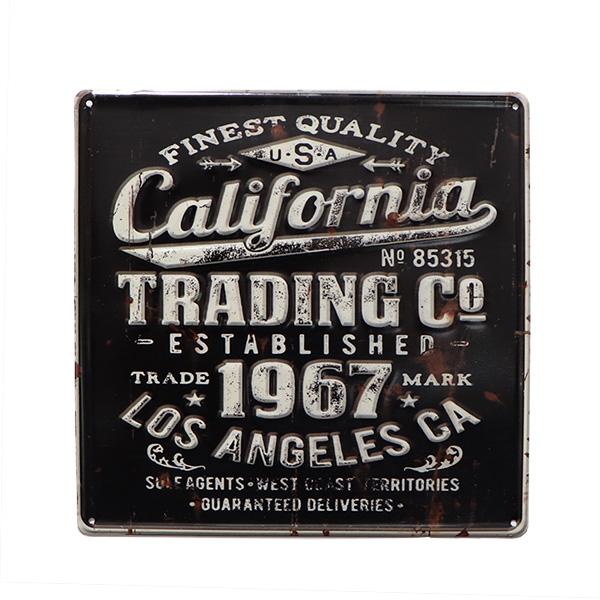 FINEST QUALITY
U·S·A
California
Nº 85315
TRADING Cº
- ESTABLISHED -
TRADE 1967 MARK
LOS ANGELES CA
SOLE AGENTS · WEST COAST TERRITORIES
· GUARANTEED DELIVERIES ·